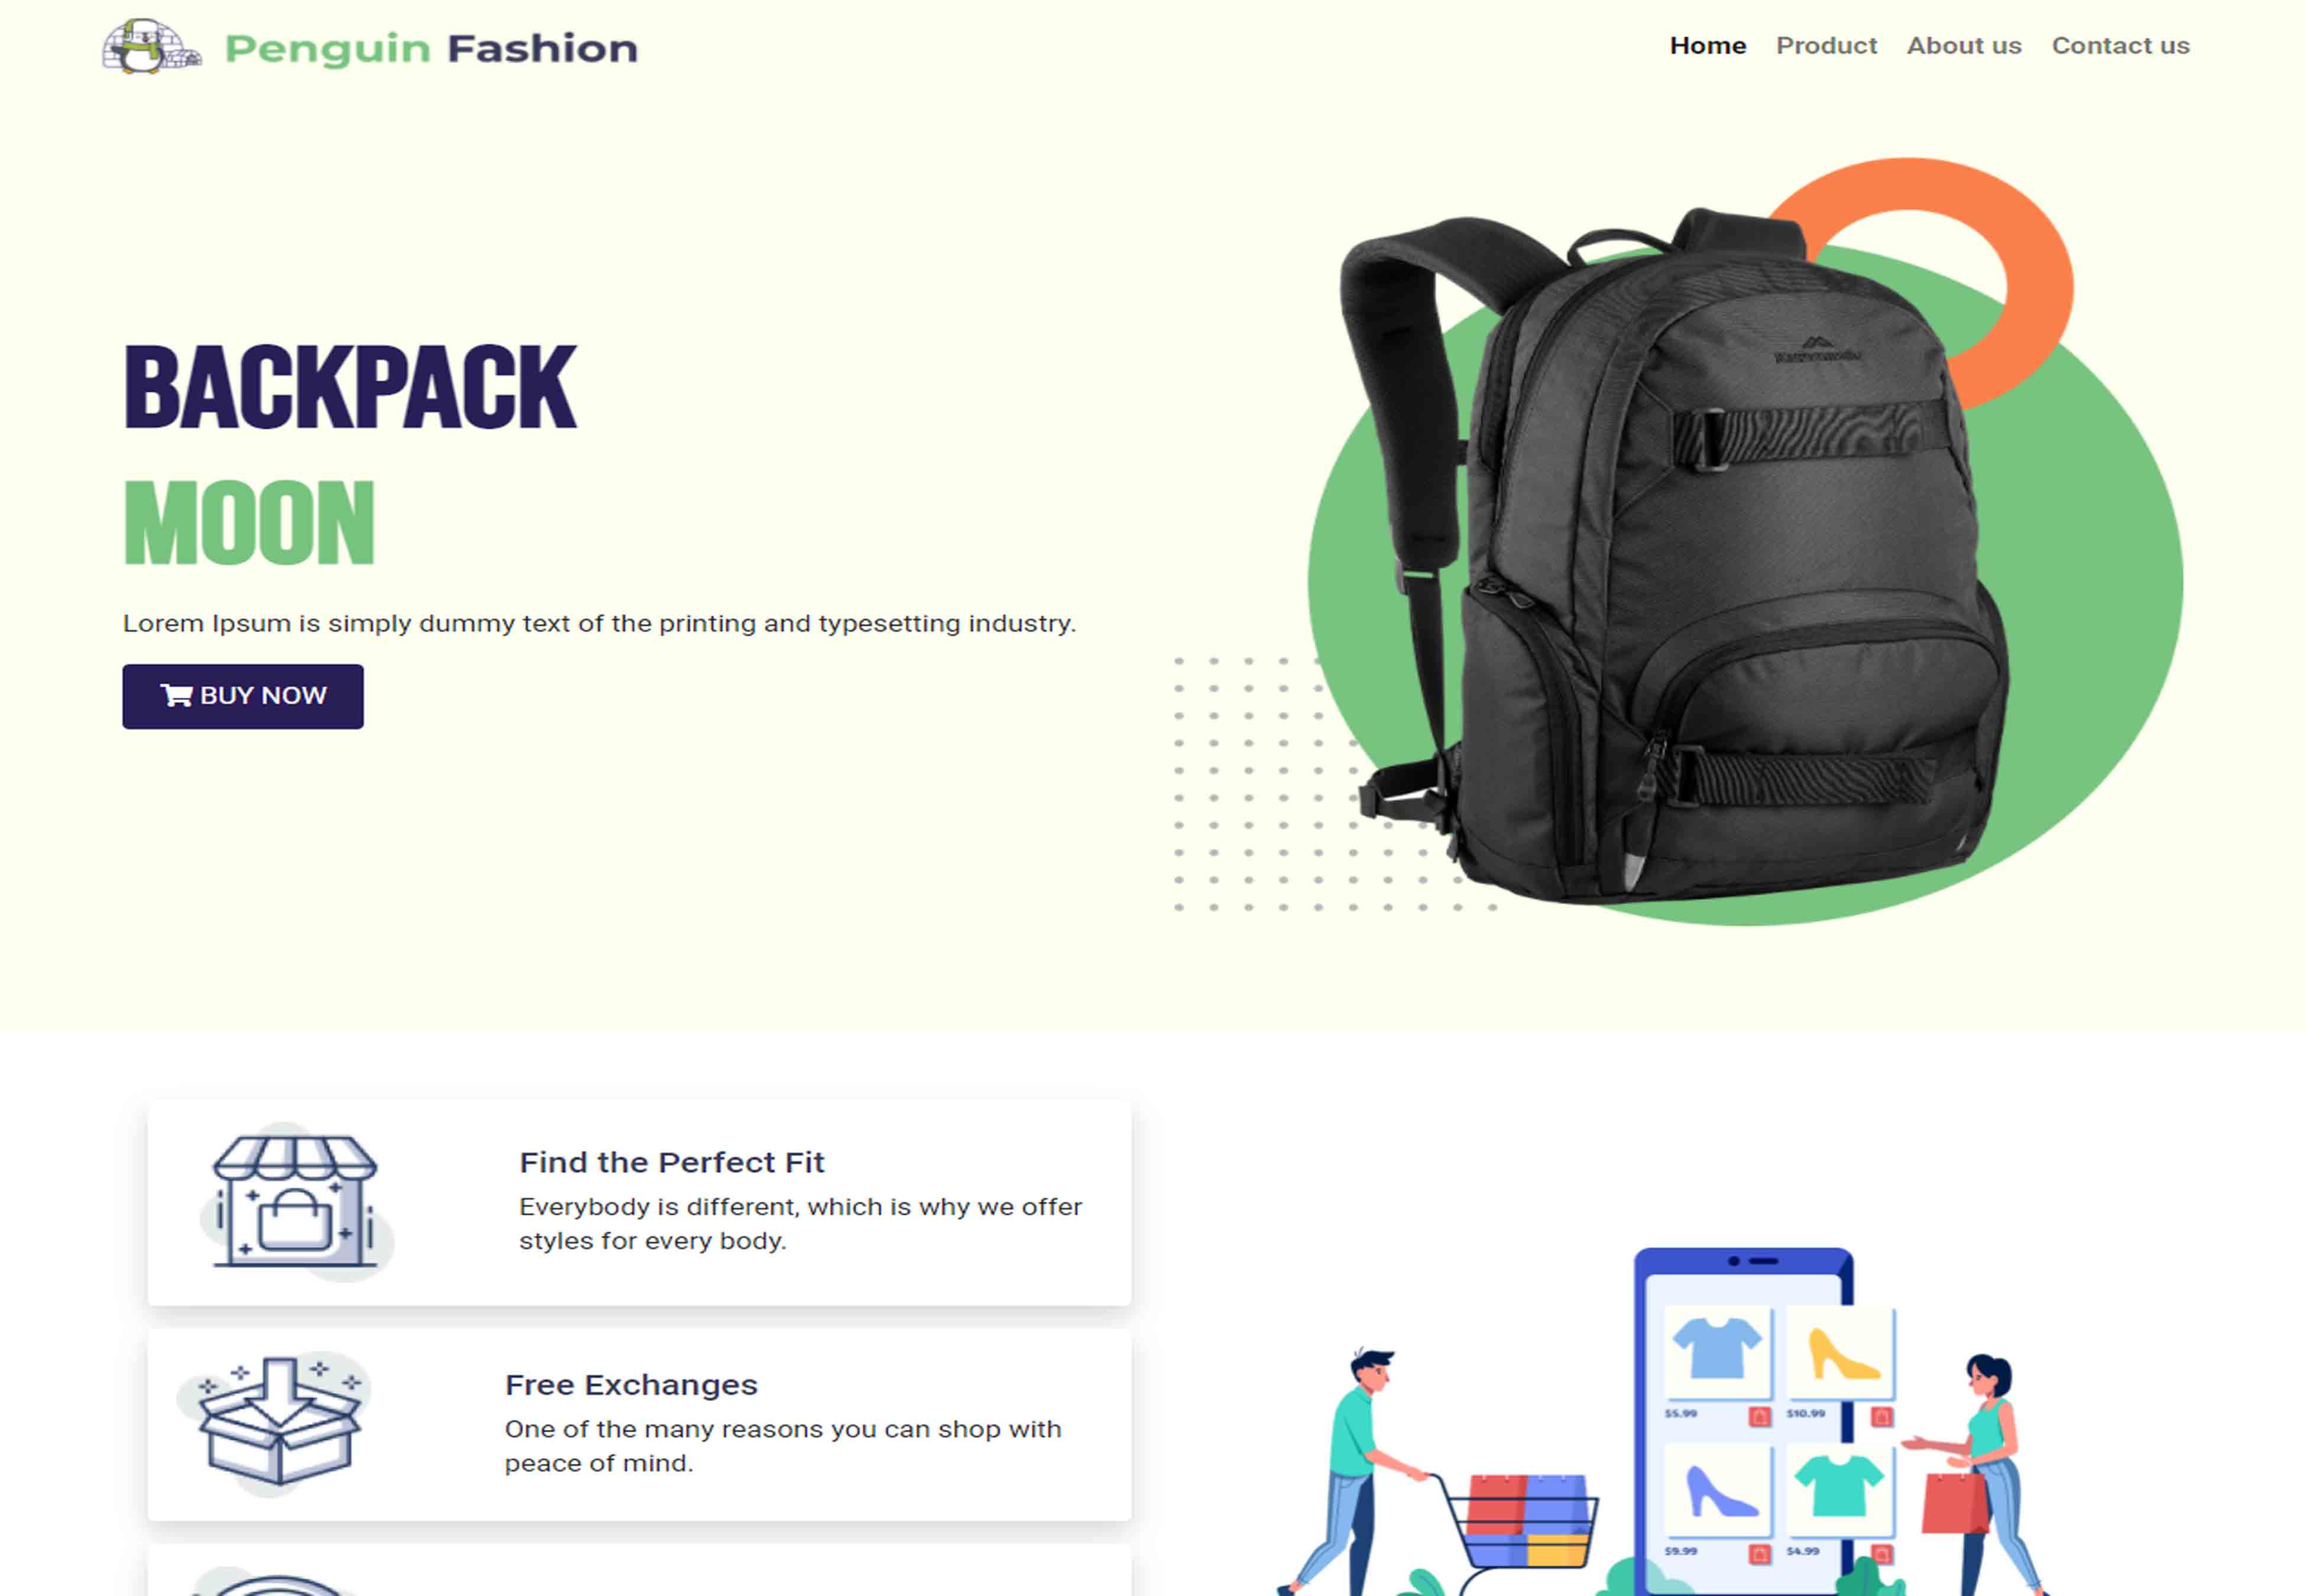 Penguin Fashion
Home Product About us Contact us
BACKPACK
MOON
Lorem Ipsum is simply dummy text of the printing and typesetting industry.
BUY NOW
Find the Perfect Fit
Everybody is different, which is why we offer
styles for every body.
Free Exchanges
One of the many reasons you can shop with
peace of mind.
$5.99 $10.99
$9.99 $4.99